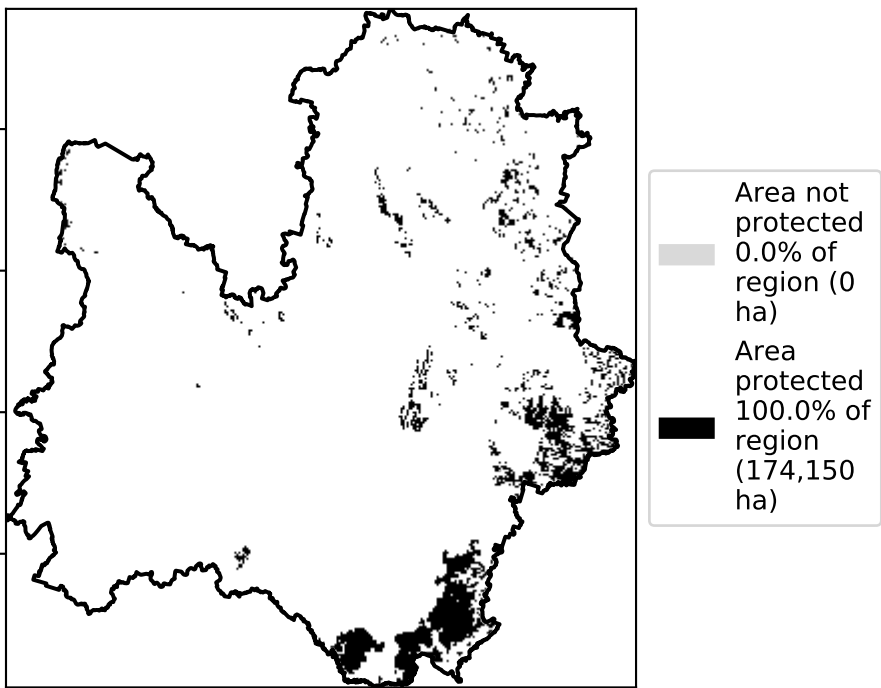 Area not
protected
0.0% of
region (0
ha)
Area
protected
100.0% of
region
(174,150
ha)